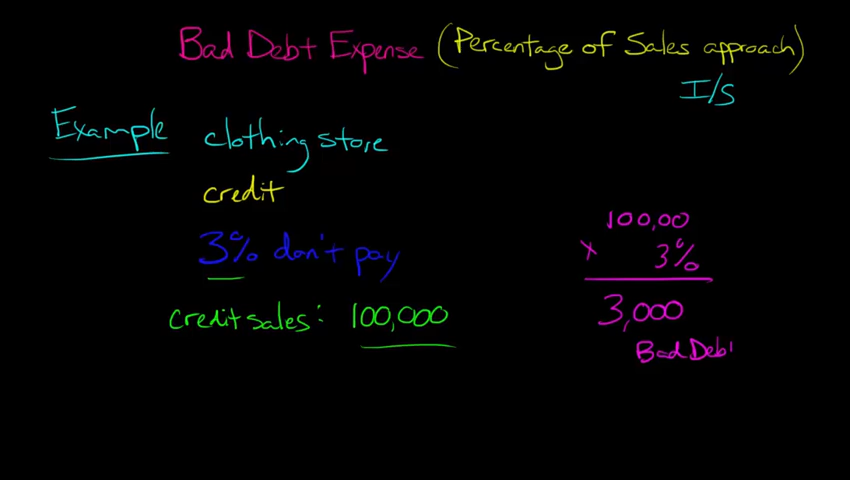 Bad Debt Expense (Percentage of Sales approach)
I/S
Example clothing store
credit
3% don't pay
credit sales: 100,000
100,00
x 3%
3,000
Bad Deb